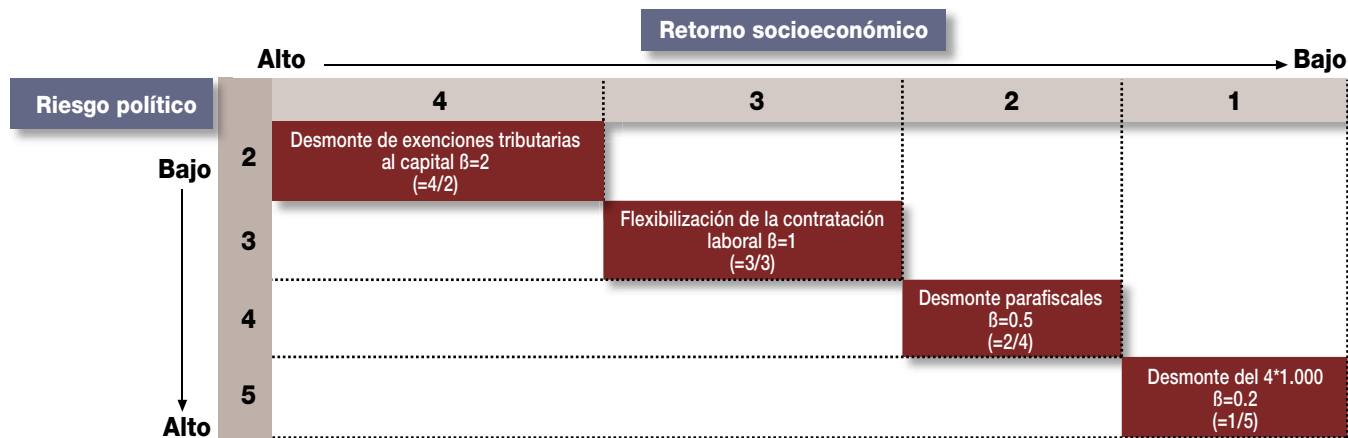 Retorno socioeconómico
Alto
Bajo
Riesgo político
4
3
2
1
Bajo
2
Desmonte de exenciones tributarias
al capital ß=2
(=4/2)
3
Flexibilización de la contratación
laboral ß=1
(=3/3)
4
Desmonte parafiscales
ß=0.5
(=2/4)
5
Desmonte del 4*1.000
ß=0.2
(=1/5)
Alto